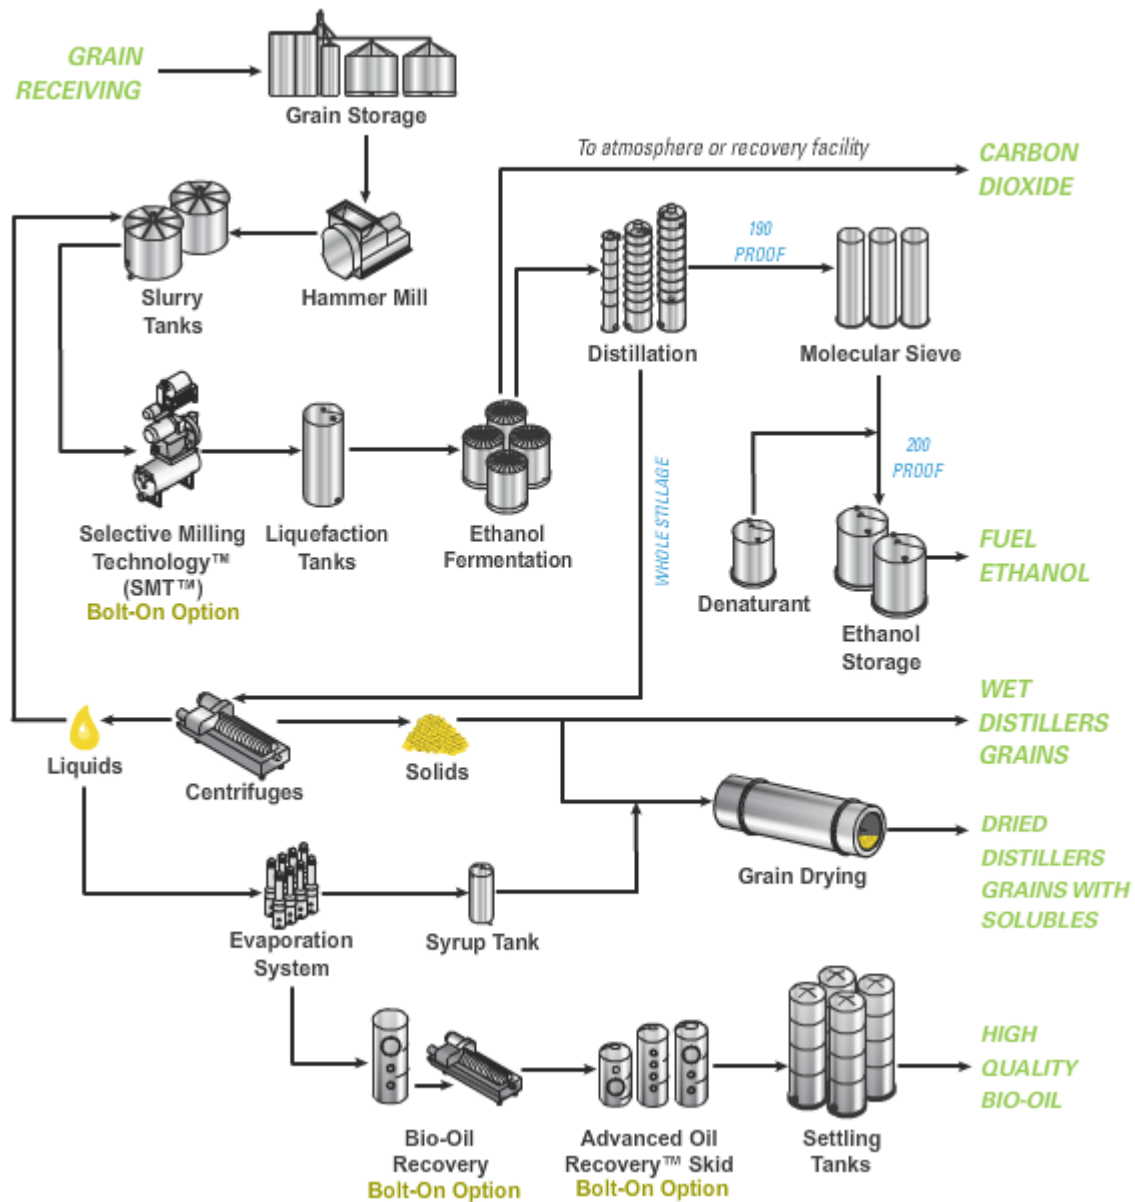 GRAIN
RECEIVING
Grain Storage
To atmosphere or recovery facility
CARBON
DIOXIDE
Slurry
Tanks
Hammer Mill
190
PROOF
Distillation
Molecular Sieve
200
PROOF
Selective Milling
Technology™
(SMT™)
Bolt-On Option
Liquefaction
Tanks
Ethanol
Fermentation
WHOLE STILLAGE
Denaturant
Ethanol
Storage
FUEL
ETHANOL
Liquids
Centrifuges
Solids
WET
DISTILLERS
GRAINS
Grain Drying
DRIED
DISTILLERS
GRAINS WITH
SOLUBLES
Evaporation
System
Syrup Tank
Bio-Oil
Recovery
Bolt-On Option
Advanced Oil
Recovery™ Skid
Bolt-On Option
Settling
Tanks
HIGH
QUALITY
BIO-OIL